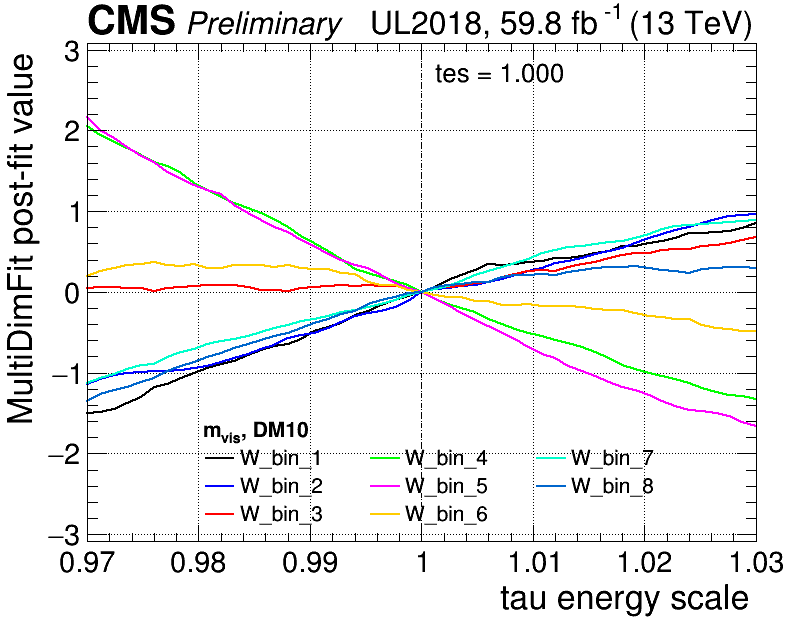 CMS Preliminary UL2018, 59.8 fb⁻¹ (13 TeV)
MultiDimFit post-fit value
3
2
1
0
−1
−2
−3
tes = 1.000
m_vis, DM10
W_bin_1 W_bin_4 W_bin_7
W_bin_2 W_bin_5 W_bin_8
W_bin_3 W_bin_6
0.97 0.98 0.99 1 1.01 1.02 1.03
tau energy scale